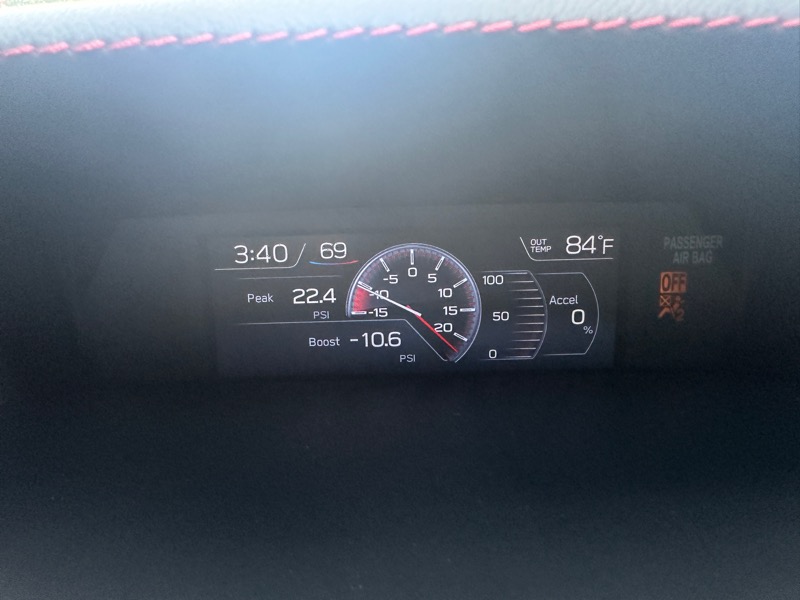 3:40 69
OUT TEMP 84°F
PASSENGER
AIR BAG
OFF
2
Peak 22.4
PSI
Boost -10.6
PSI
-15
-10
-5
0
5
10
15
20
100
50
0
Accel
0%